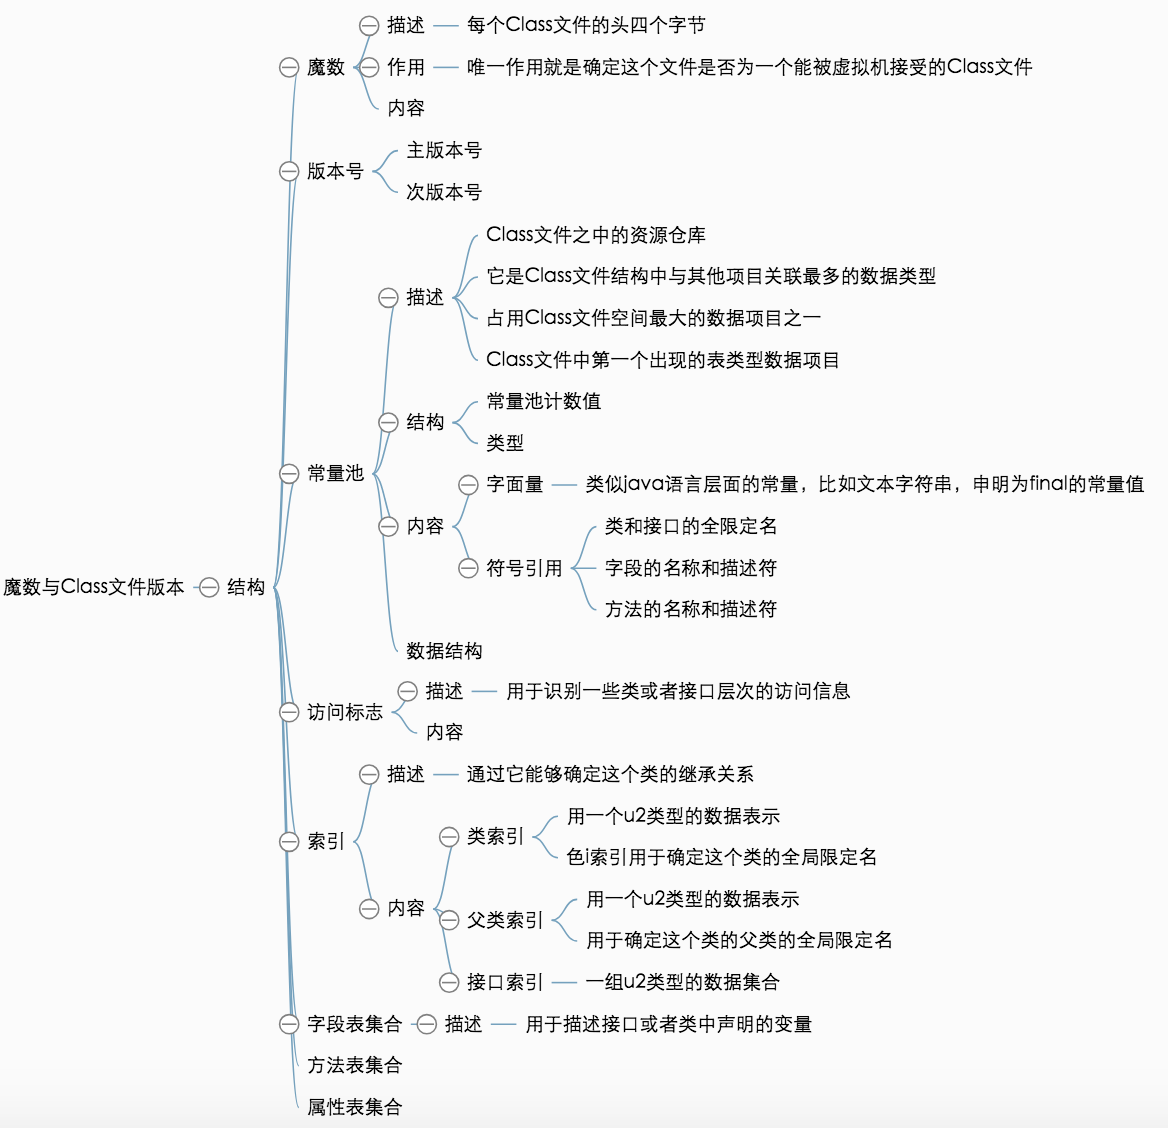 魔数与Class文件版本
结构
魔数
描述
每个Class文件的头四个字节
作用
唯一作用就是确定这个文件是否为一个能被虚拟机接受的Class文件
内容
版本号
主版本号
次版本号
常量池
描述
Class文件之中的资源仓库
它是Class文件结构中与其他项目关联最多的数据类型
占用Class文件空间最大的数据项目之一
Class文件中第一个出现的表类型数据项目
结构
常量池计数值
类型
内容
字面量
类似java语言层面的常量，比如文本字符串，申明为final的常量值
符号引用
类和接口的全限定名
字段的名称和描述符
方法的名称和描述符
数据结构
访问标志
描述
用于识别一些类或者接口层次的访问信息
内容
索引
描述
通过它能够确定这个类的继承关系
内容
类索引
用一个u2类型的数据表示
色i索引用于确定这个类的全局限定名
父类索引
用一个u2类型的数据表示
用于确定这个类的父类的全局限定名
接口索引
一组u2类型的数据集合
字段表集合
描述
用于描述接口或者类中声明的变量
方法表集合
属性表集合